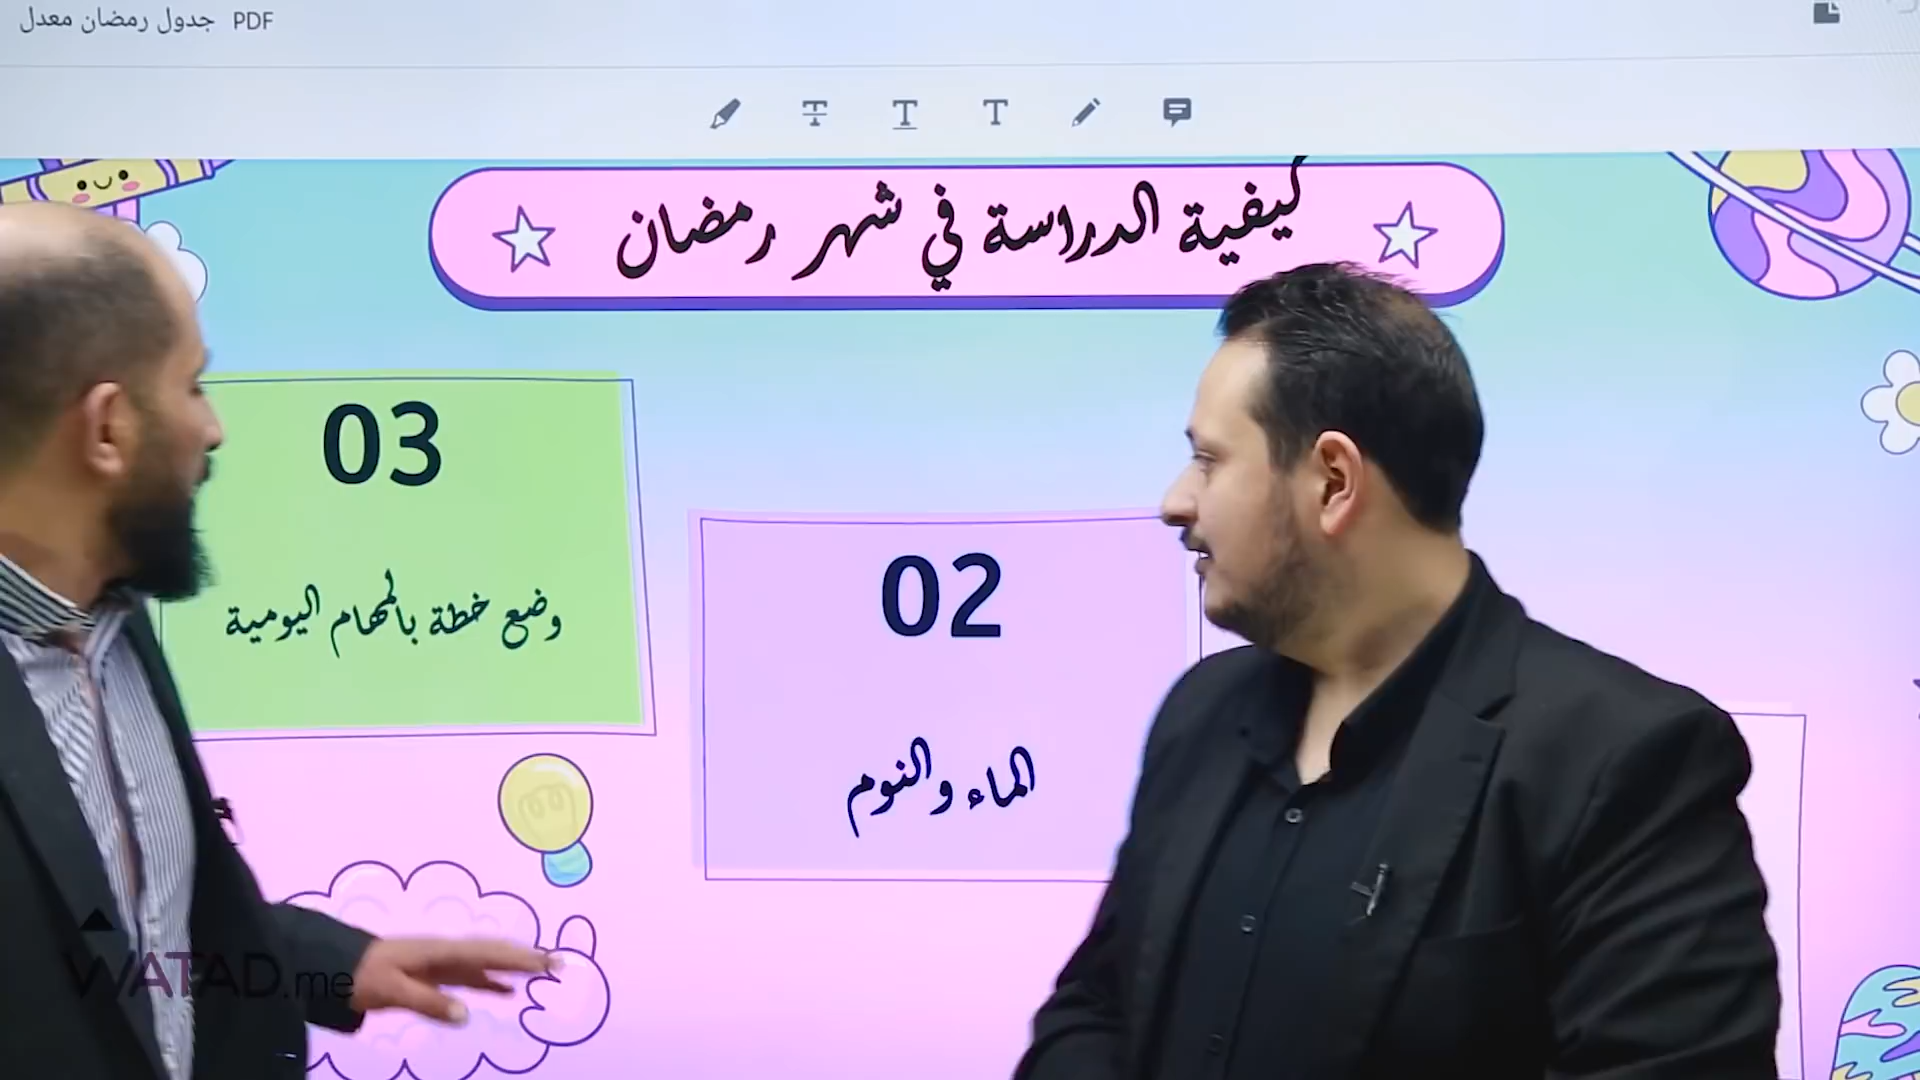 جدول رمضان معدل PDF
كيفية الدراسة في شهر رمضان
03
وضع خطة بالمهام اليومية
02
الماء والنوم
WATAD.me